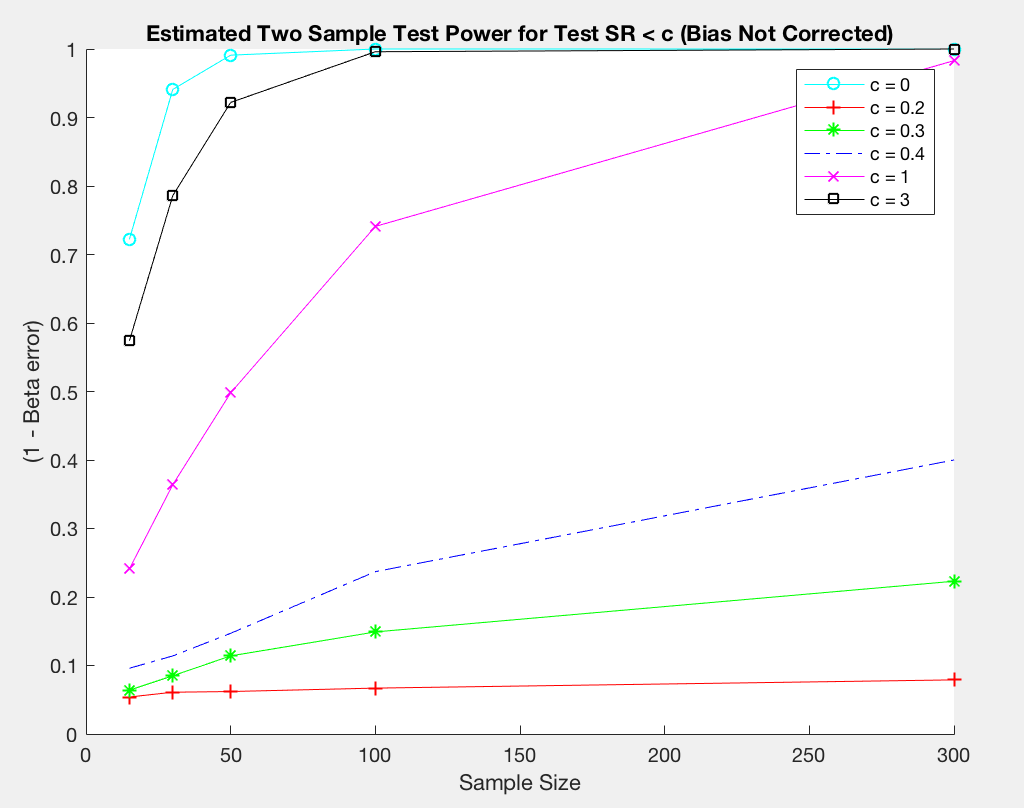 Estimated Two Sample Test Power for Test SR < c (Bias Not Corrected)
(1 - Beta error)
1
0.9
0.8
0.7
0.6
0.5
0.4
0.3
0.2
0.1
0
c = 0
c = 0.2
c = 0.3
c = 0.4
c = 1
c = 3
0 50 100 150 200 250 300
Sample Size